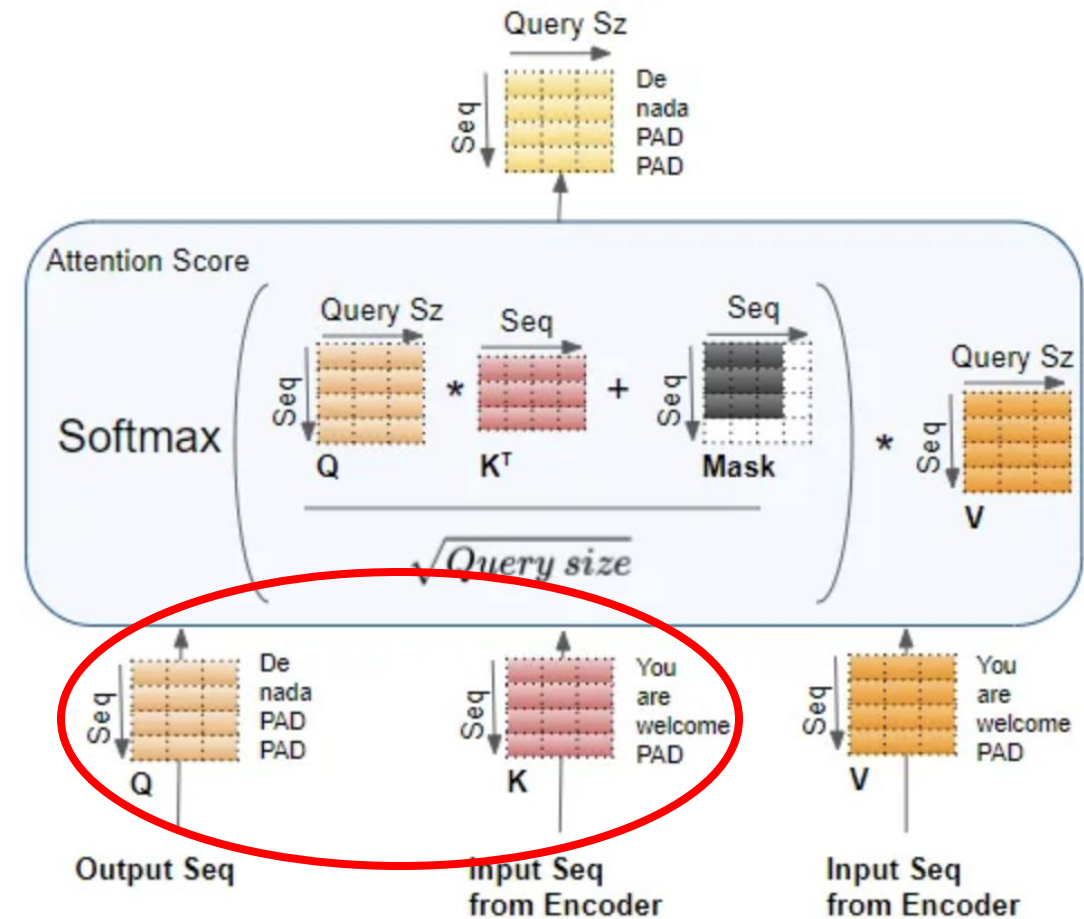 Query Sz
Seq
De
nada
PAD
PAD
Attention Score
Query Sz
Seq
Seq
Seq
Seq
Query Sz
Seq
Softmax
*
+
*
Q
Kᵀ
Mask
V
√Query size
Seq
De
nada
PAD
PAD
Q
Seq
You
are
welcome
PAD
K
Seq
You
are
welcome
PAD
V
Output Seq
Input Seq
from Encoder
Input Seq
from Encoder